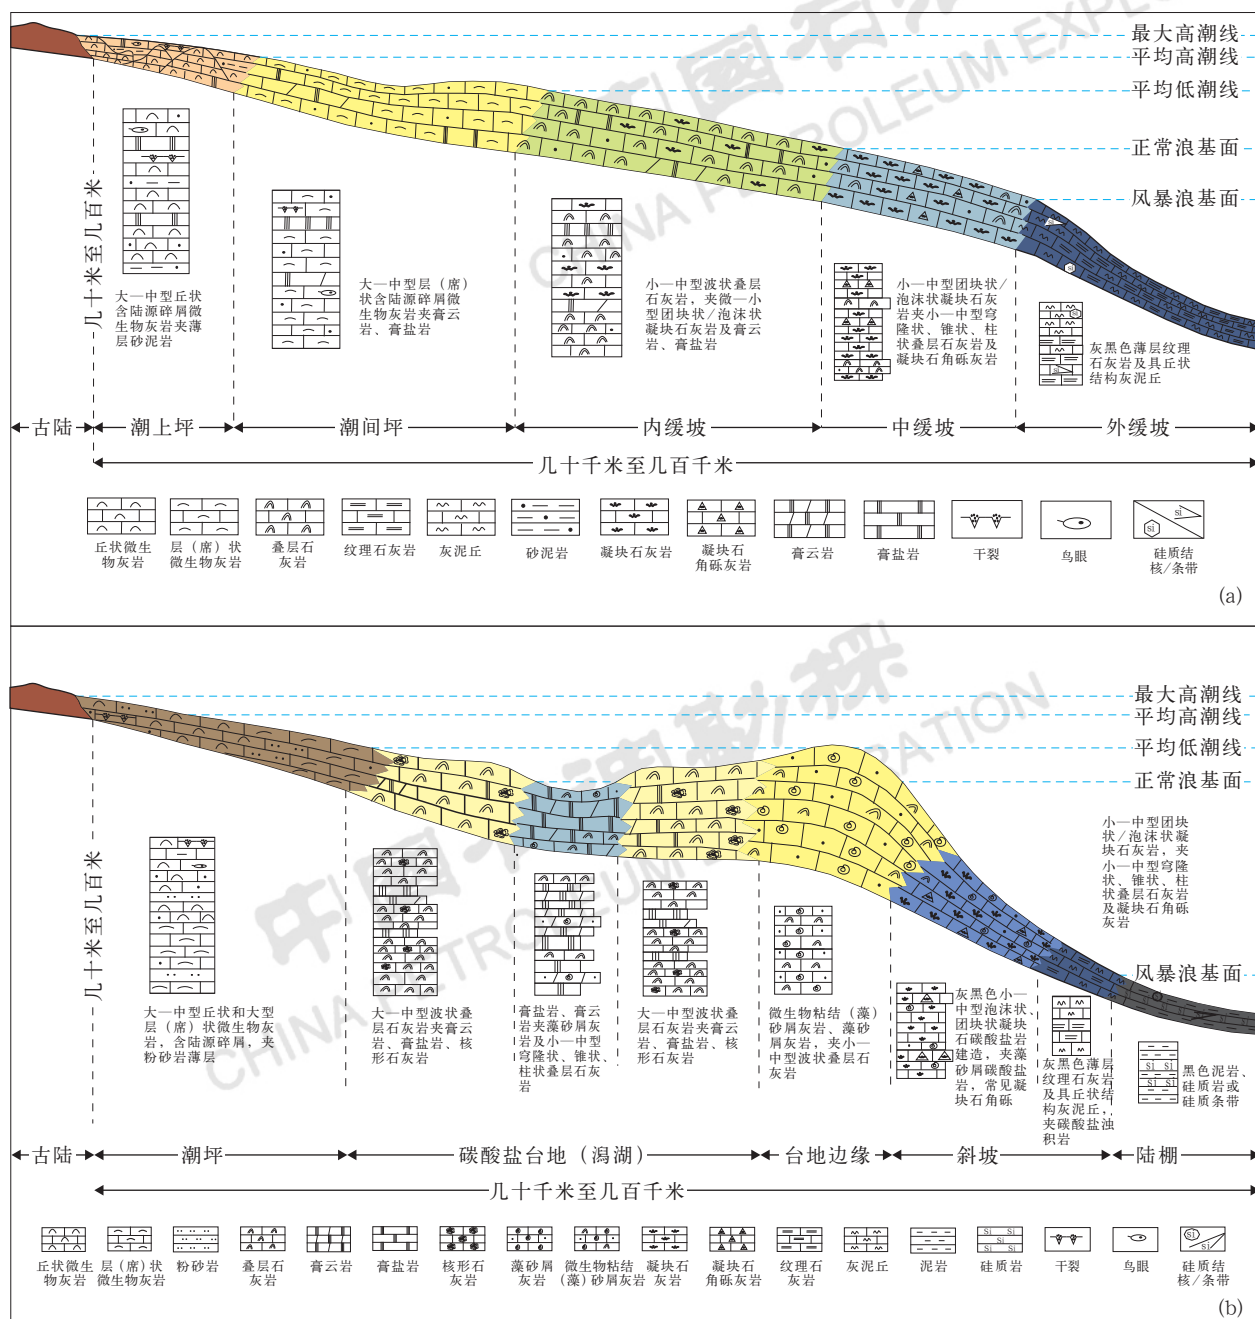 最大高潮线
平均高潮线
平均低潮线
正常浪基面
风暴浪基面
几十米至几百米
大—中型丘状
含陆源碎屑微
生物灰岩夹薄
层砂泥岩
大—中型层（席）
状含陆源碎屑微
生物灰岩夹膏云
岩、膏盐岩
小—中型波状叠层
石灰岩，夹微—小
型团块状/泡沫状
凝块石灰岩及膏云
岩、膏盐岩
小—中型团块状/
泡沫状凝块石灰
岩夹小—中型穹
隆状、锥状、柱
状叠层石灰岩及
凝块石角砾灰岩
灰黑色薄层纹理
石灰岩及具丘状
结构灰泥丘
Si
Si
Si
Si
古陆 潮上坪 潮间坪 内缓坡 中缓坡 外缓坡
几十千米至几百千米
Si
Si
丘状微生
物灰岩
层（席）状
微生物灰岩
叠层石
灰岩
纹理石灰岩
灰泥丘
砂泥岩
凝块石灰岩
凝块石
角砾灰岩
膏云岩
膏盐岩
干裂
鸟眼
硅质结
核/条带
(a)
最大高潮线
平均高潮线
平均低潮线
正常浪基面
风暴浪基面
几十米至几百米
大—中型丘状和大型
层（席）状微生物灰
岩，含陆源碎屑，夹
粉砂岩薄层
大—中型波状叠
层石灰岩夹膏云
岩、膏盐岩、核
形石灰岩
膏盐岩、膏云
岩夹藻砂屑灰
岩及小—中型
穹隆状、锥状、
柱状叠层石灰
岩
大—中型波状叠
层石灰岩夹膏云
岩、膏盐岩、核
形石灰岩
微生物粘结（藻）
砂屑灰岩、藻砂
屑灰岩，夹小—
中型波状叠层石
灰岩
灰黑色小—
中型泡沫状、
团块状凝块
石碳酸盐岩
建造，夹藻
砂屑碳酸盐
岩，常见凝
块石角砾
小—中型团块
状/泡沫状凝
块石灰岩，夹
小—中型穹隆
状、锥状、柱
状叠层石灰岩
及凝块石角砾
灰岩
灰黑色薄层
纹理石灰岩
及具丘状结
构灰泥丘，
夹碳酸盐浊
积岩
Si Si
Si Si
黑色泥岩、
硅质岩或
硅质条带
古陆 潮坪 碳酸盐台地（潟湖） 台地边缘 斜坡 陆棚
几十千米至几百千米
Si Si
Si
Si Si
Si
Si
丘状微生
物灰岩
层（席）状
微生物灰岩
粉砂岩
叠层石
灰岩
膏云岩
膏盐岩
核形石
灰岩
藻砂屑
灰岩
微生物粘结
（藻）砂屑灰岩
凝块石
灰岩
凝块石
角砾灰岩
纹理石
灰岩
灰泥丘
泥岩
硅质岩
干裂
鸟眼
硅质结
核/条带
(b)
CHINA PETROLEUM EXPLO
CHINA PETROLEUM EXPLORATION